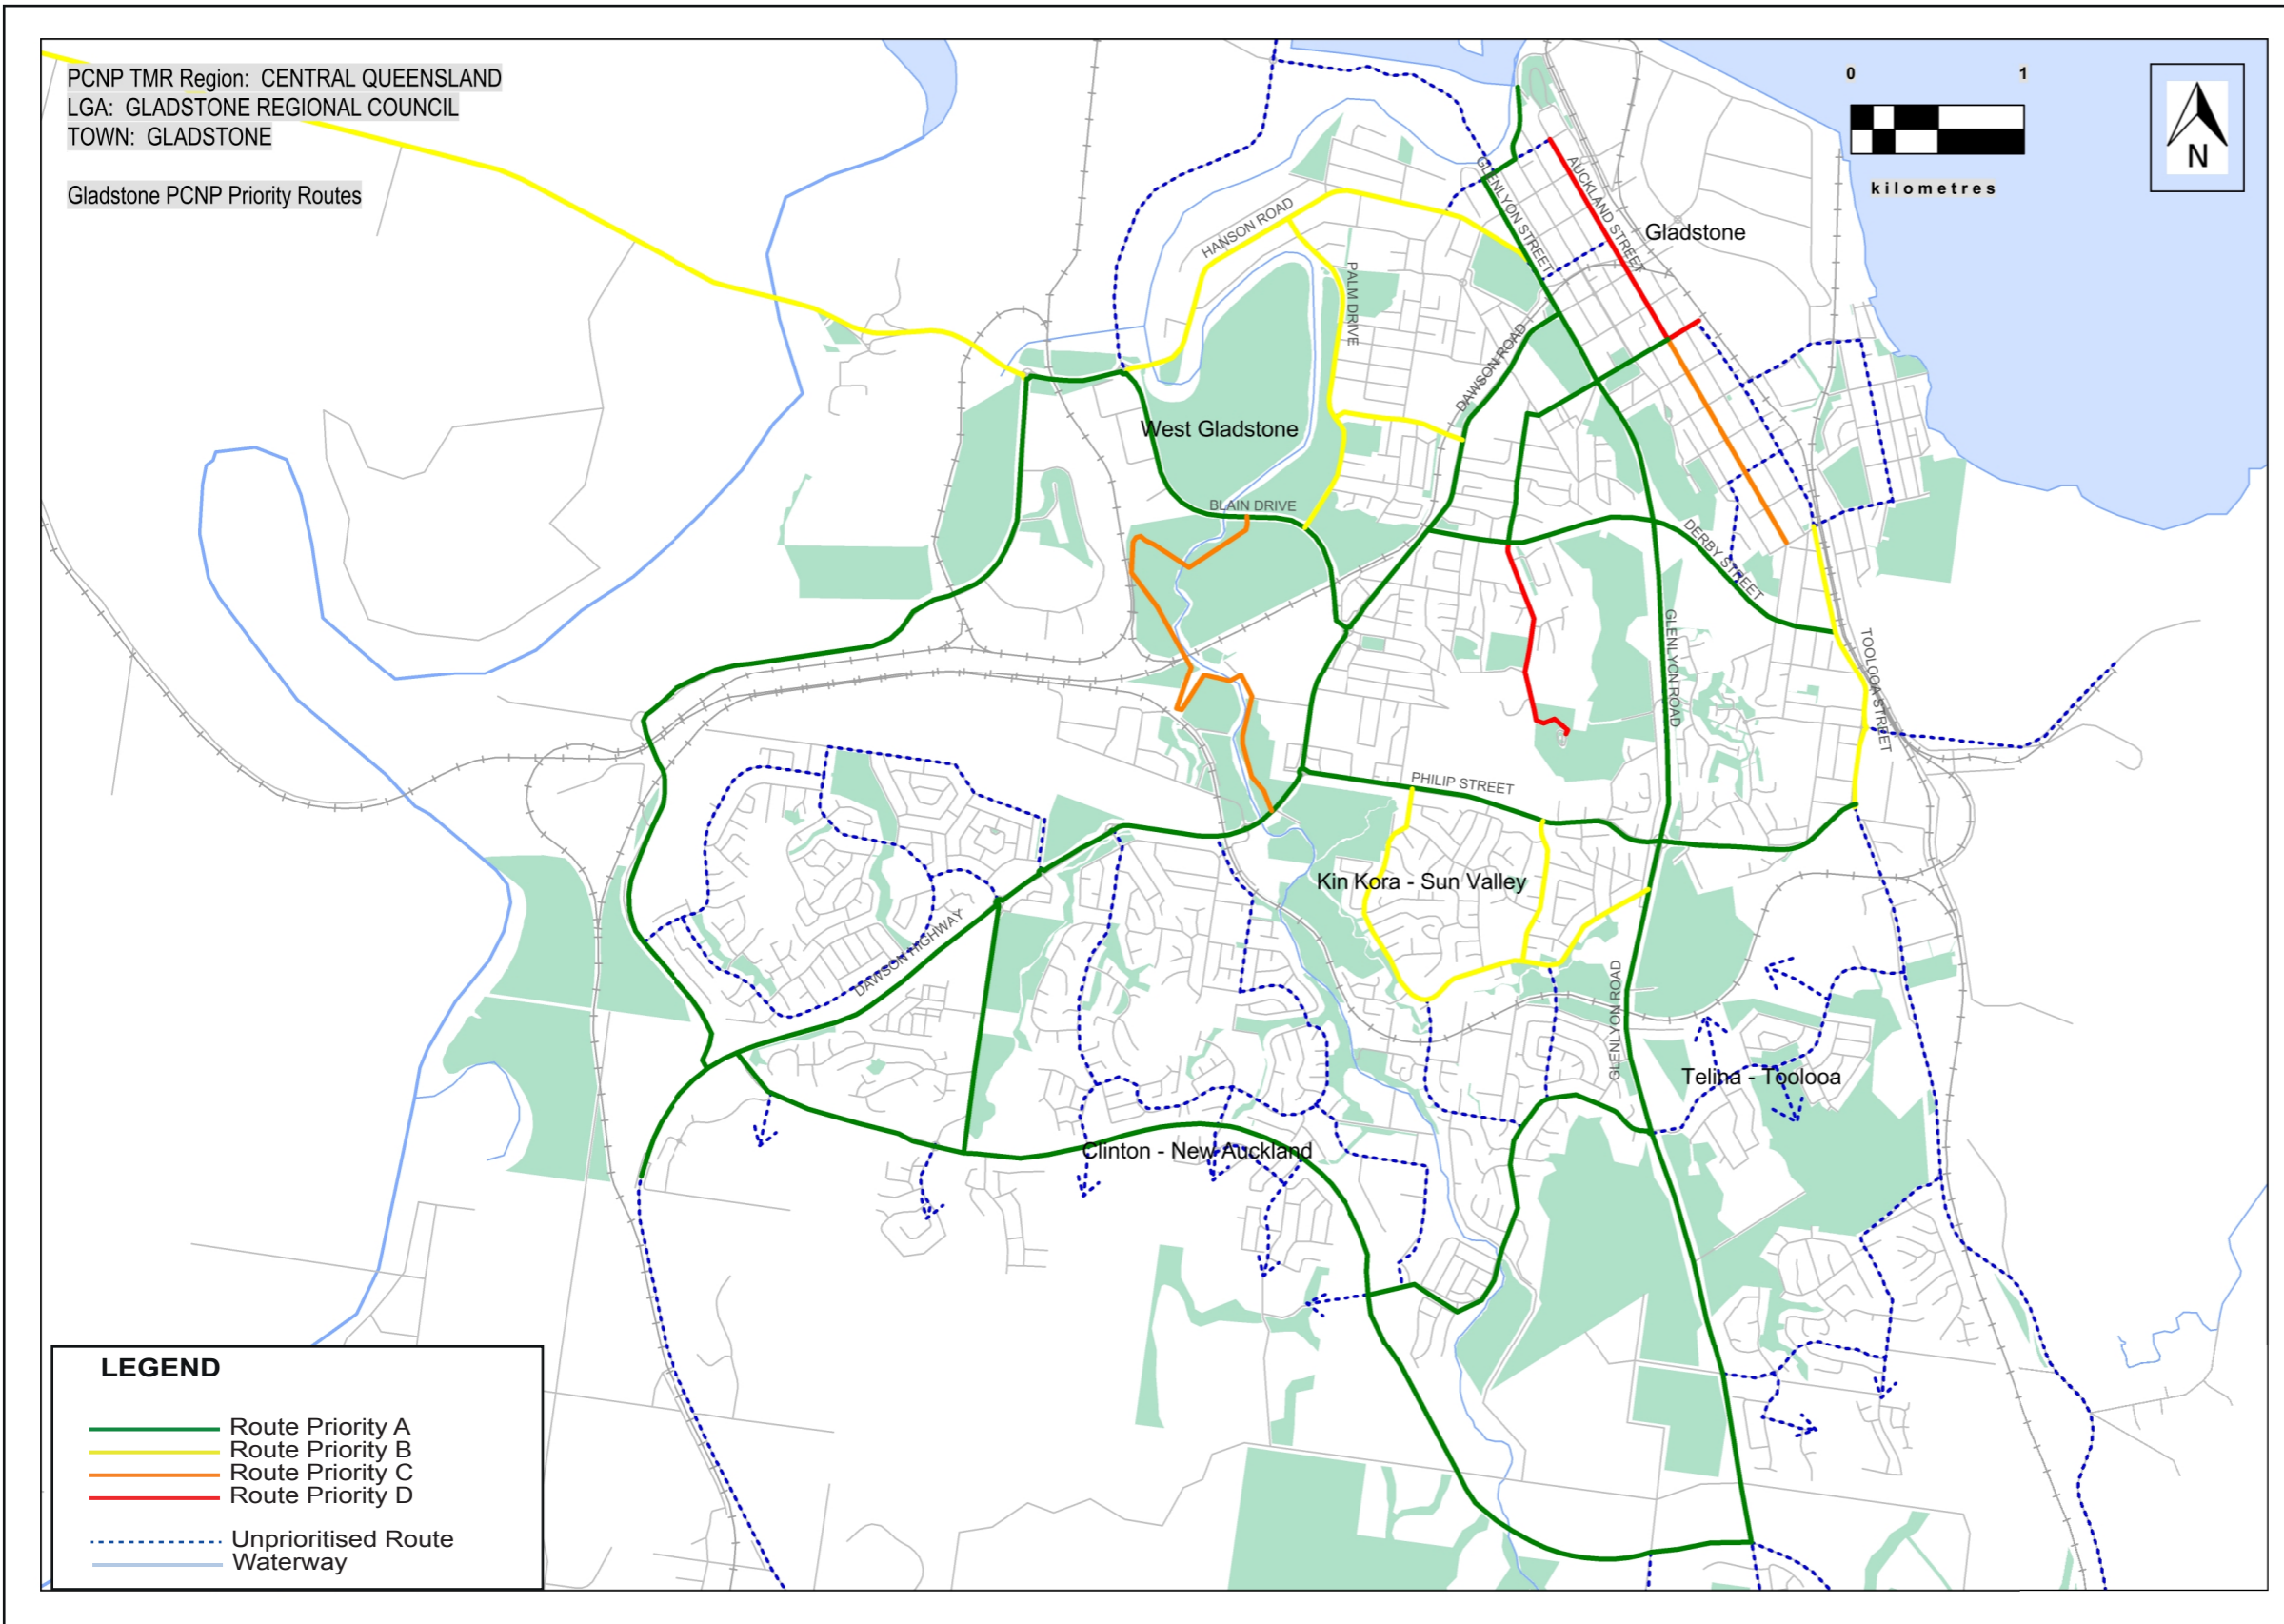 PCNP TMR Region: CENTRAL QUEENSLAND
LGA: GLADSTONE REGIONAL COUNCIL
TOWN: GLADSTONE
Gladstone PCNP Priority Routes
0 1
kilometres
N
GLENLYON STREET
AUCKLAND STREET
Gladstone
HANSON ROAD
PALM DRIVE
DAWSON ROAD
West Gladstone
BLAIN DRIVE
DERBY STREET
GLENLYON ROAD
TOOLOOA STREET
PHILIP STREET
Kin Kora - Sun Valley
DAWSON HIGHWAY
GLENLYON ROAD
Telina - Toolooa
Clinton - New Auckland
LEGEND
Route Priority A
Route Priority B
Route Priority C
Route Priority D
Unprioritised Route
Waterway